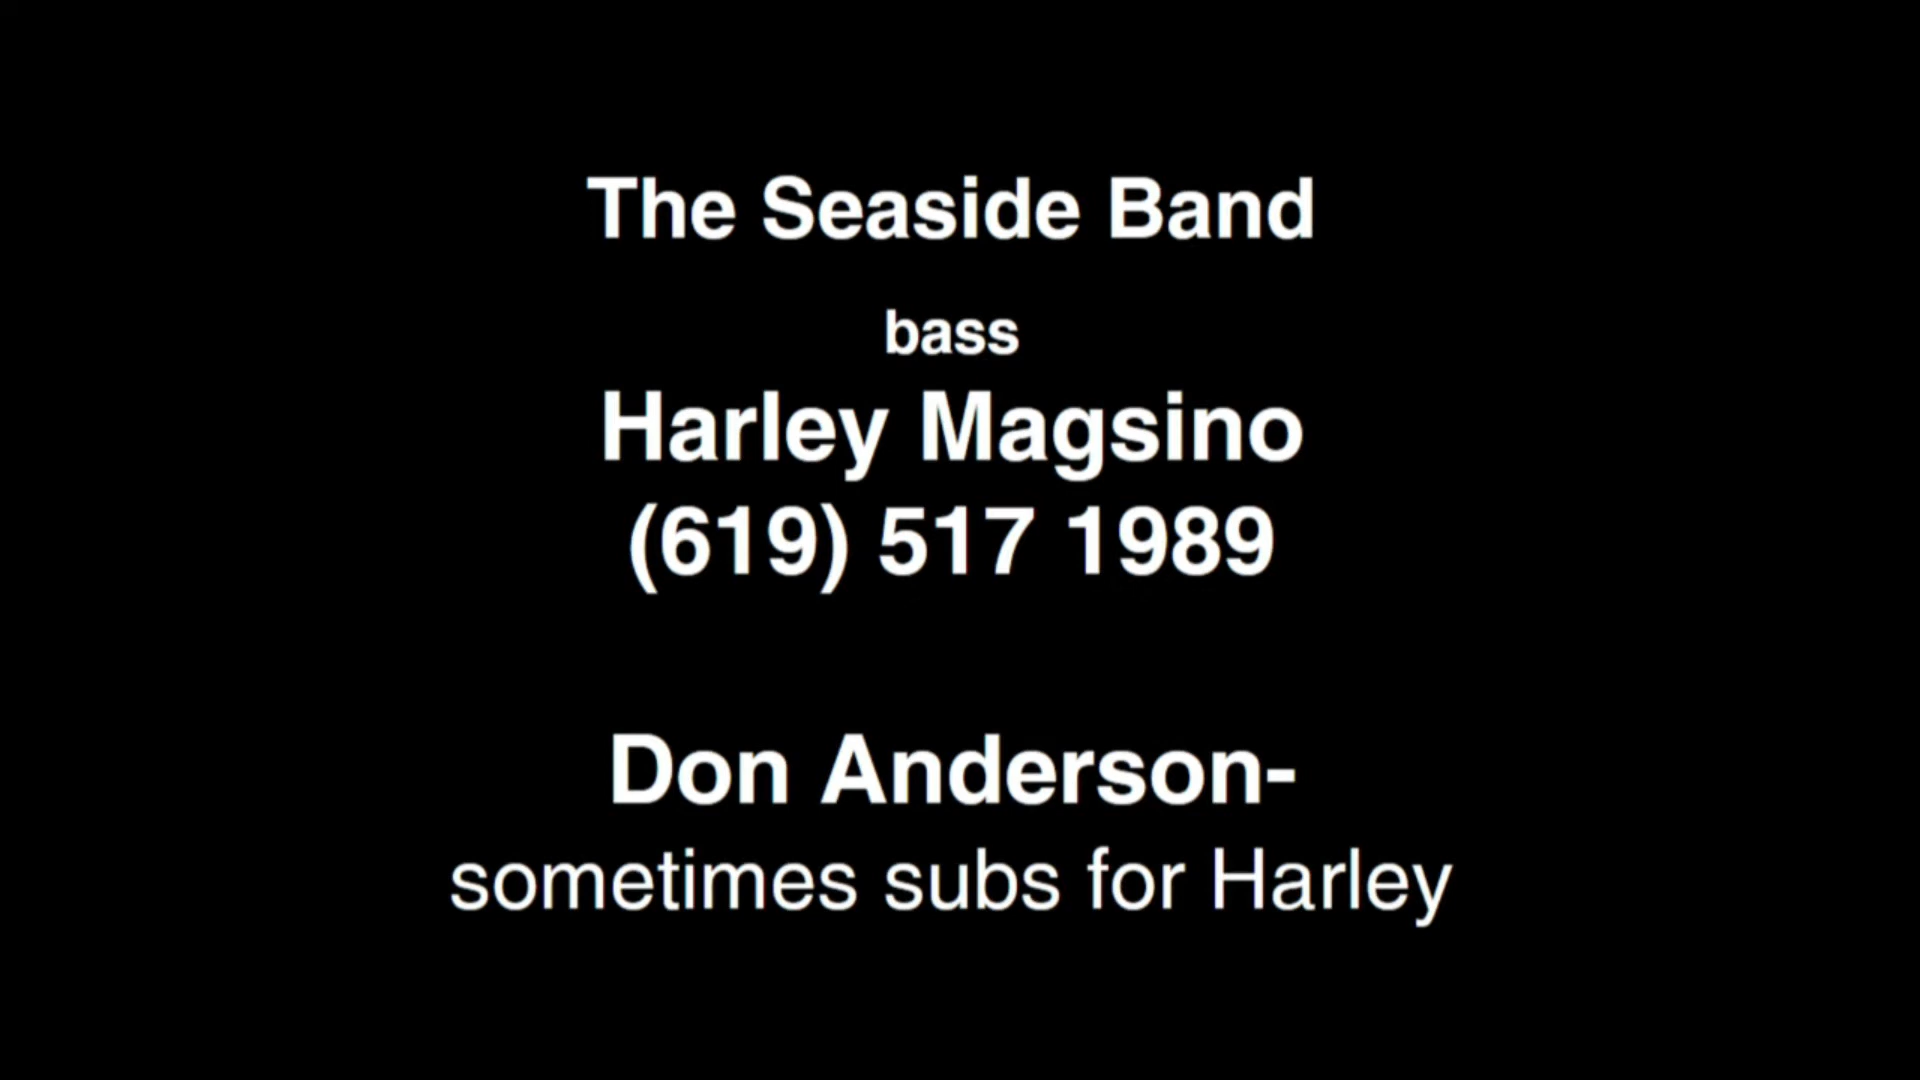 The Seaside Band
bass
Harley Magsino
(619) 517 1989
Don Anderson-
sometimes subs for Harley